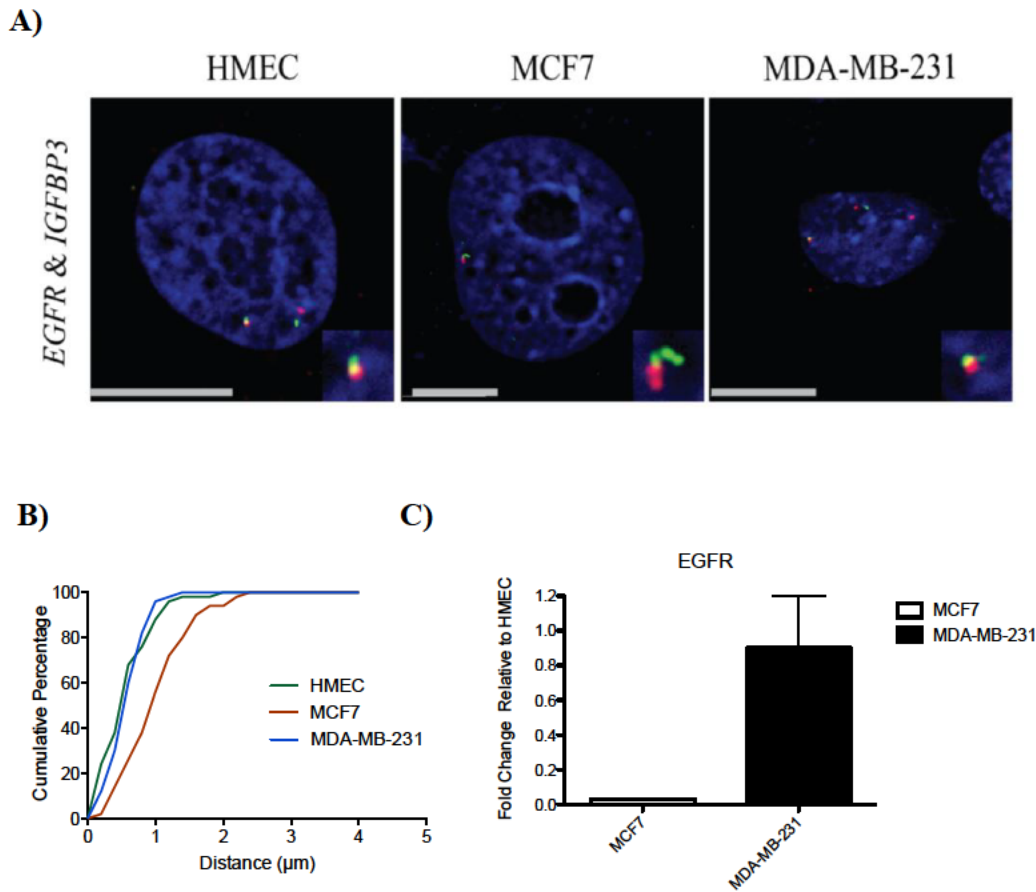 A)
HMEC MCF7 MDA-MB-231
EGFR & IGFBP3
B)
Cumulative Percentage
100
80
60
40
20
0
0 1 2 3 4 5
Distance (µm)
HMEC
MCF7
MDA-MB-231
C)
EGFR
Fold Change Relative to HMEC
1.2
1.0
0.8
0.6
0.4
0.2
0.0
MCF7
MDA-MB-231
MCF7
MDA-MB-231